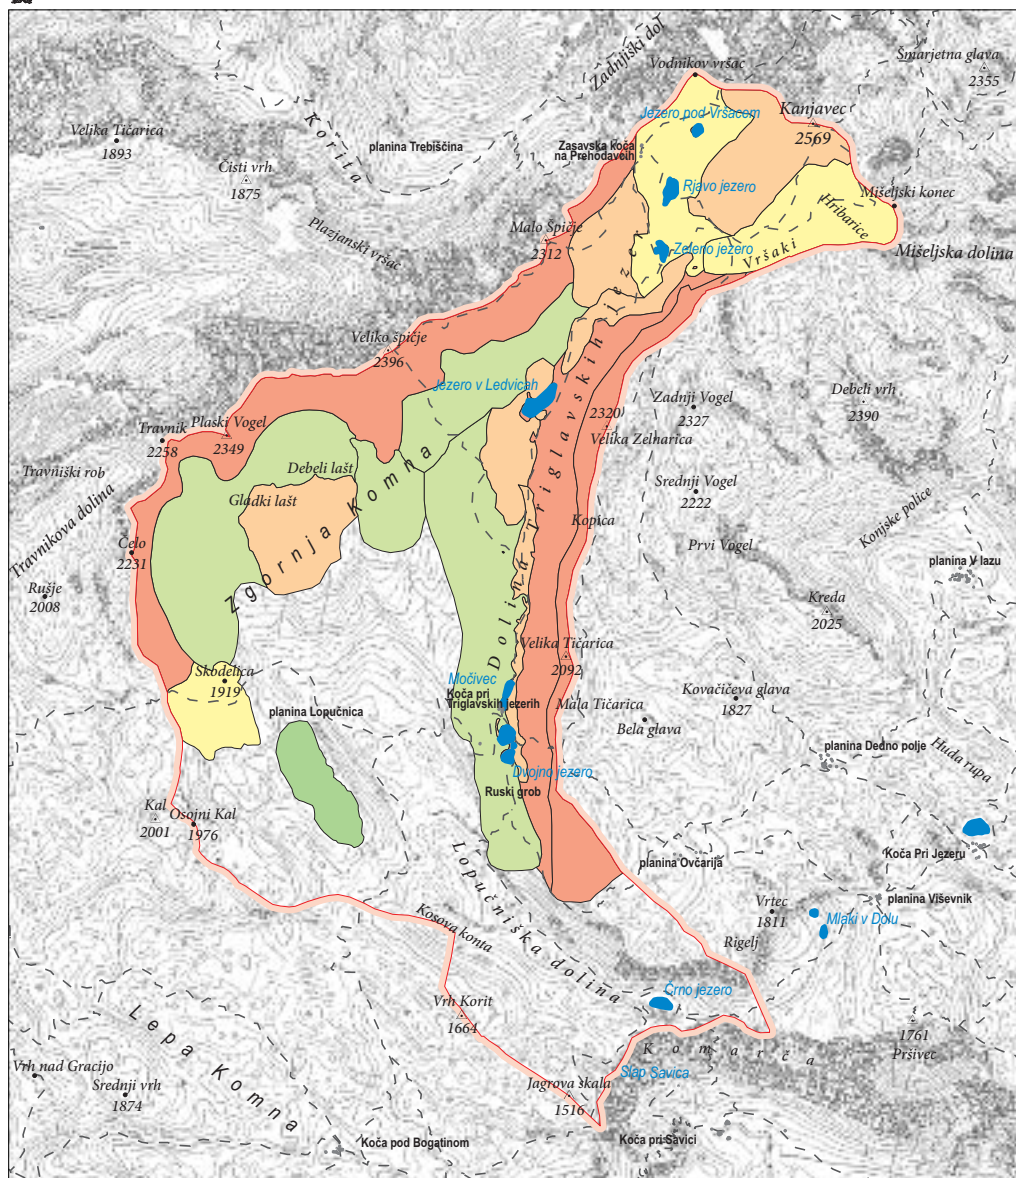 Zadnjiški dol
Vodnikov vršac
Šmarjetna glava
2355
Korita
Jezero pod Vršacem
Kanjavec
2569
Velika Tičarica
1893
planina Trebiščina
Zasavska koča
na Prehodavcih
Čisti vrh
1875
Rjavo jezero
Mišeljski konec
Hribarice
Plazjanski vršac
Malo Špičje
2312
Zeleno jezero
Vršaki
Mišeljska dolina
Veliko špičje
2396
Jezero v Ledvicah
Zadnji Vogel
2327
Debeli vrh
2390
2320
Velika Zelnarica
Travnik
2258
Plaski Vogel
2349
Debeli lašt
Travniški rob
Gladki lašt
Srednji Vogel
2222
Travnikova dolina
Zgornja Komna
Dolina Triglavskih jezer
Kopica
Konjske police
Prvi Vogel
Čelo
2231
planina V lazu
Rušje
2008
Kreda
2025
Velika Tičarica
2092
Skodelica
1919
Močivec
Koča pri
Triglavskih jezerih
Kovačičeva glava
1827
planina Lopučnica
Mala Tičarica
Bela glava
planina Dedno polje
Huda rupa
Dvojno jezero
Ruski grob
Kal
2001
Osojni Kal
1976
Koča Pri Jezeru
planina Ovčarija
Lopučniška dolina
planina Viševnik
Vrtec
1811
Mlaki v Dolu
Kosova konta
Rigelj
Črno jezero
Vrh Korit
1664
Lepa Komna
1761
Pršivec
Komarča
Vrh nad Gracijo
Slap Savica
Srednji vrh
1874
Jagrova skala
1516
Koča pod Bogatinom
Koča pri Savici